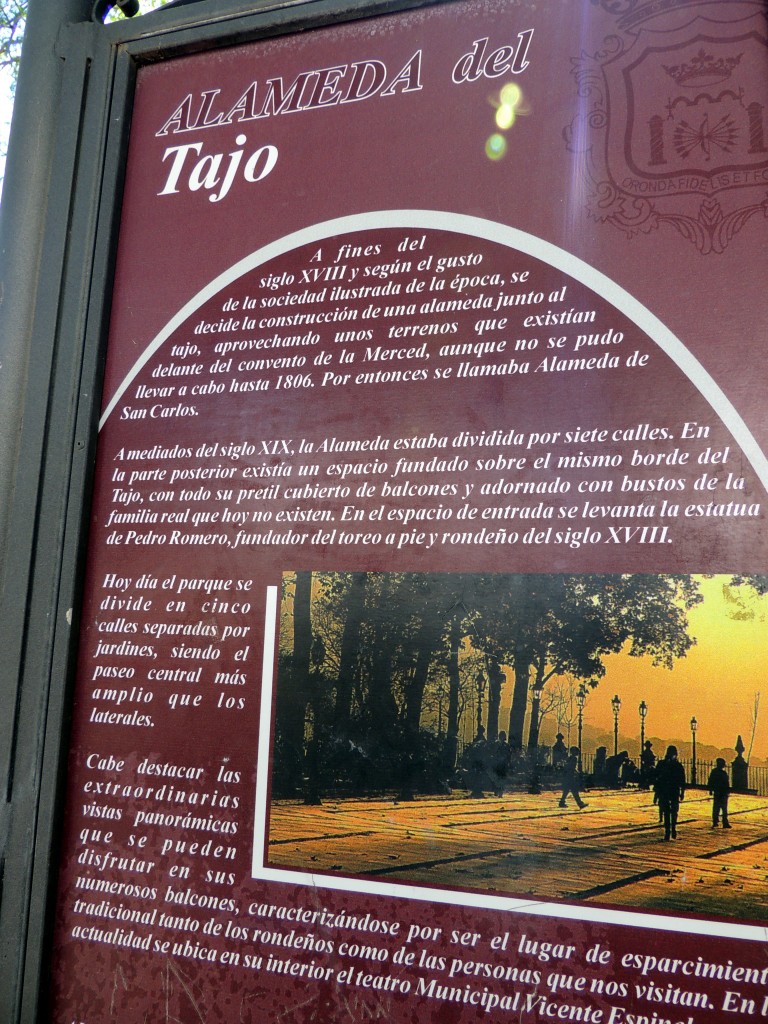 ALAMEDA del
Tajo
ORONDA FIDELIS ET FO
A fines del
siglo XVIII y según el gusto
de la sociedad ilustrada de la época, se
decide la construcción de una alameda junto al
tajo, aprovechando unos terrenos que existían
delante del convento de la Merced, aunque no se pudo
llevar a cabo hasta 1806. Por entonces se llamaba Alameda de
San Carlos.
A mediados del siglo XIX, la Alameda estaba dividida por siete calles. En
la parte posterior existía un espacio fundado sobre el mismo borde del
Tajo, con todo su pretil cubierto de balcones y adornado con bustos de la
familia real que hoy no existen. En el espacio de entrada se levanta la estatua
de Pedro Romero, fundador del toreo a pie y rondeño del siglo XVIII.
Hoy día el parque se
divide en cinco
calles separadas por
jardines, siendo el
paseo central más
amplio que los
laterales.
Cabe destacar las
extraordinarias
vistas panorámicas
que se pueden
disfrutar en sus
numerosos balcones, caracterizándose por ser el lugar de esparcimient
tradicional tanto de los rondeños como de las personas que nos visitan. En l
actualidad se ubica en su interior el teatro Municipal Vicente Espinel